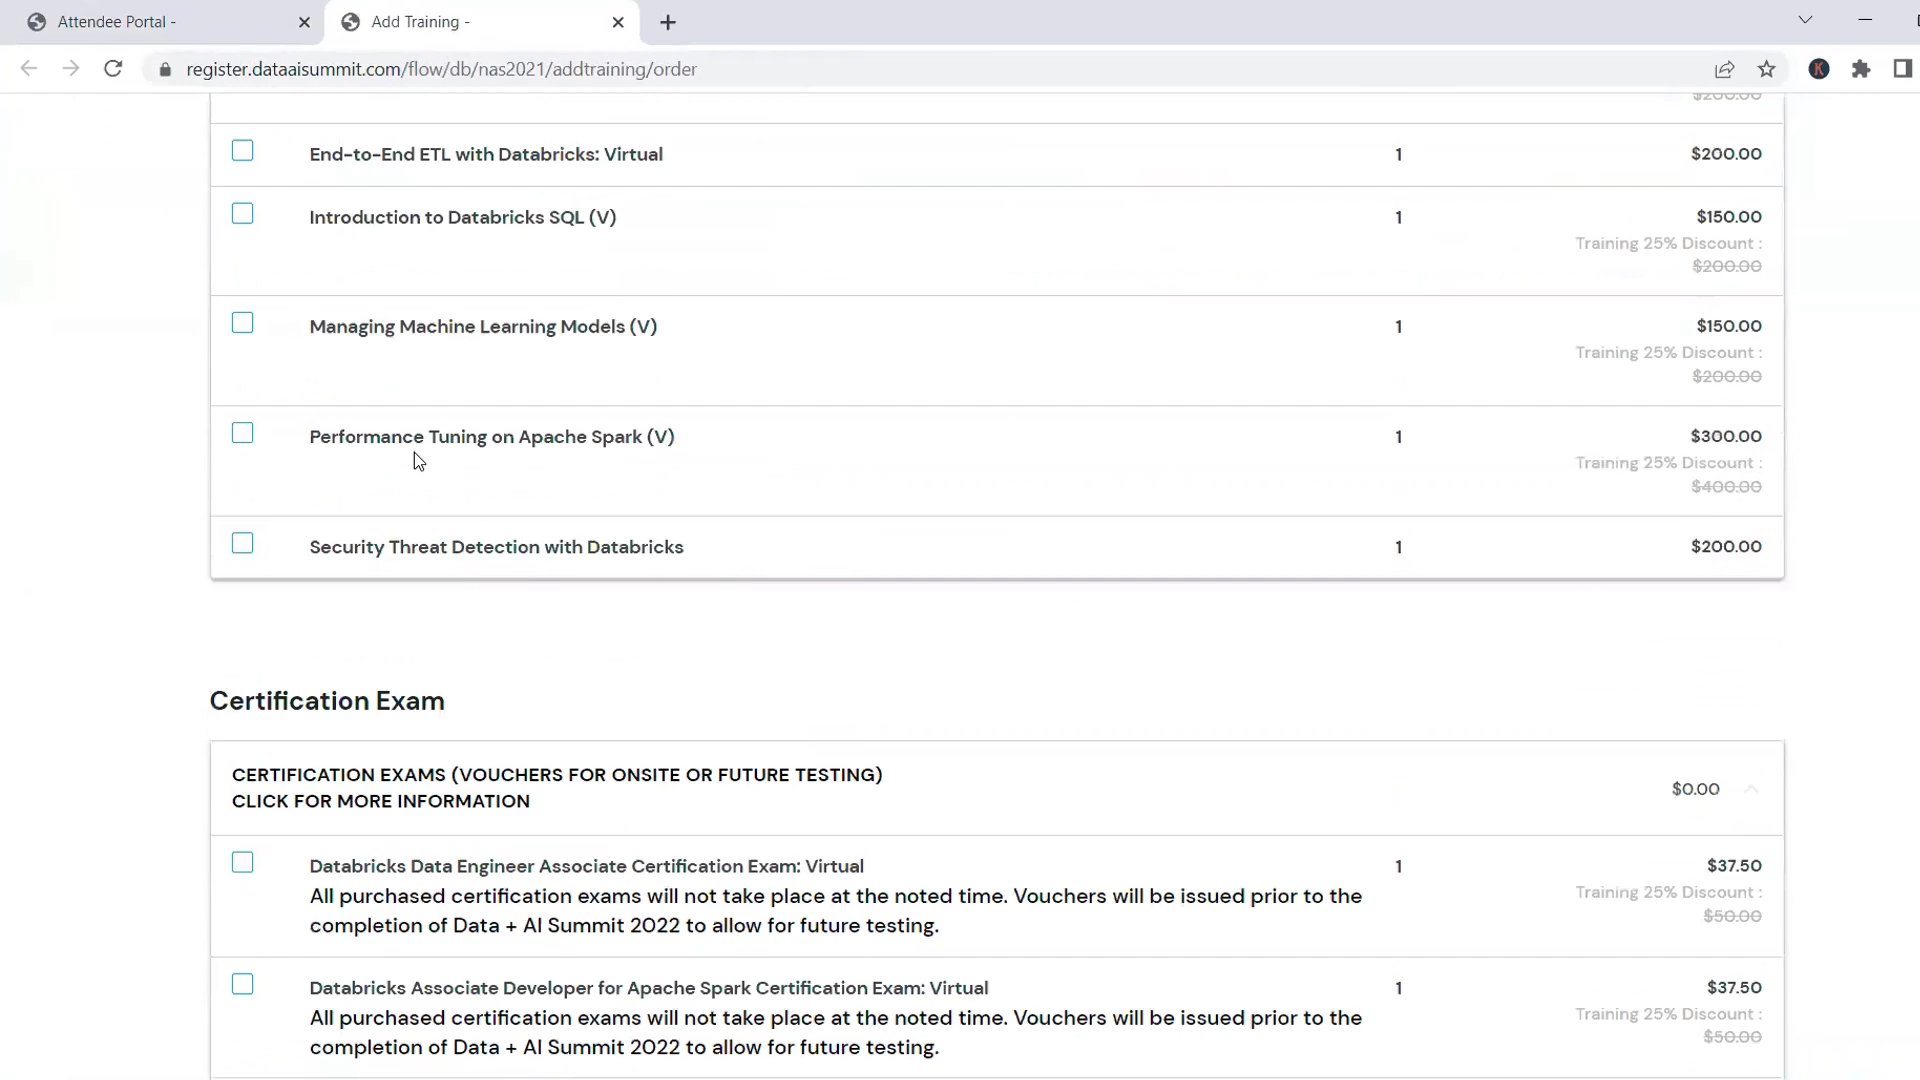 Attendee Portal -
Add Training -
register.dataaisummit.com/flow/db/nas2021/addtraining/order
K
$200.00
End-to-End ETL with Databricks: Virtual 1 $200.00
Introduction to Databricks SQL (V) 1 $150.00
Training 25% Discount :
$200.00
Managing Machine Learning Models (V) 1 $150.00
Training 25% Discount :
$200.00
Performance Tuning on Apache Spark (V) 1 $300.00
Training 25% Discount :
$400.00
Security Threat Detection with Databricks 1 $200.00
Certification Exam
CERTIFICATION EXAMS (VOUCHERS FOR ONSITE OR FUTURE TESTING)
CLICK FOR MORE INFORMATION
$0.00
Databricks Data Engineer Associate Certification Exam: Virtual 1 $37.50
All purchased certification exams will not take place at the noted time. Vouchers will be issued prior to the
Training 25% Discount :
$50.00
completion of Data + AI Summit 2022 to allow for future testing.
Databricks Associate Developer for Apache Spark Certification Exam: Virtual 1 $37.50
All purchased certification exams will not take place at the noted time. Vouchers will be issued prior to the
Training 25% Discount :
$50.00
completion of Data + AI Summit 2022 to allow for future testing.